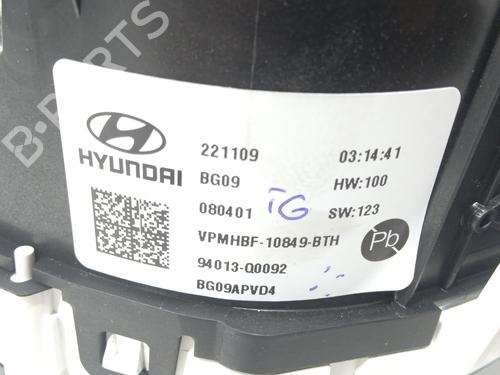 B-PARTS
HYUNDAI
221109 03:14:41
BG09 HW:100
080401 TG SW:123
VPMHBF-10849-BTH
Pb
94013-Q0092
BG09APVD4